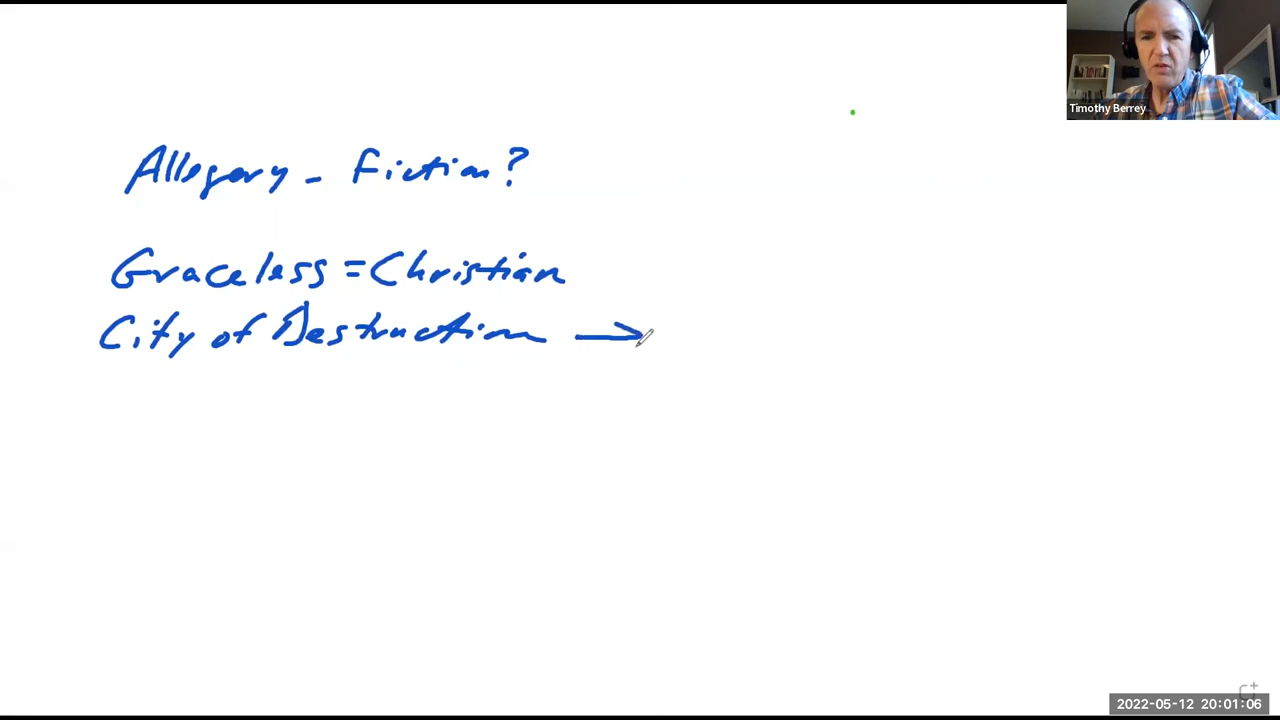 Timothy Berrey
Allegory - Fiction?
Graceless = Christian
City of Destruction →
2022-05-12 20:01:06